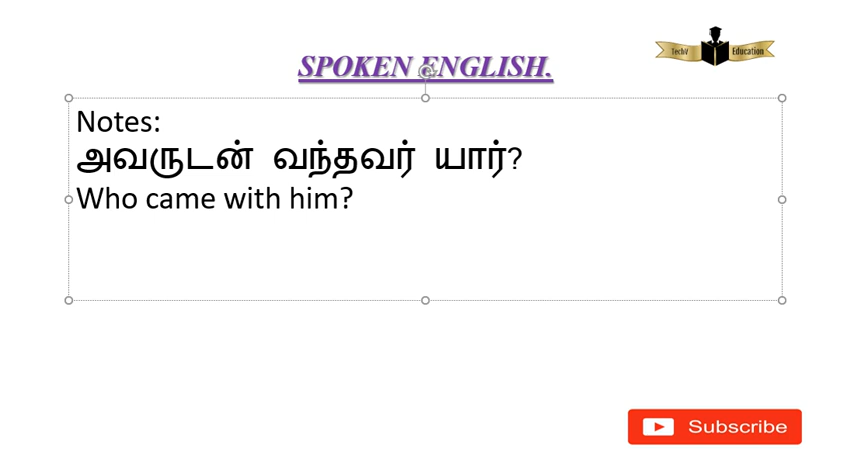 TechV Education
SPOKEN ENGLISH.
Notes:
அவருடன் வந்தவர் யார்?
Who came with him?
Subscribe